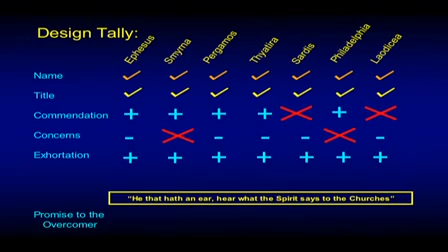 Design Tally:
Ephesus Smyrna Pergamos Thyatira Sardis Philadelphia Laodicea
Name
Title
Commendation + + + + +
Concerns – – – – –
Exhortation + + + + + + +
"He that hath an ear, hear what the Spirit says to the Churches"
Promise to the
Overcomer